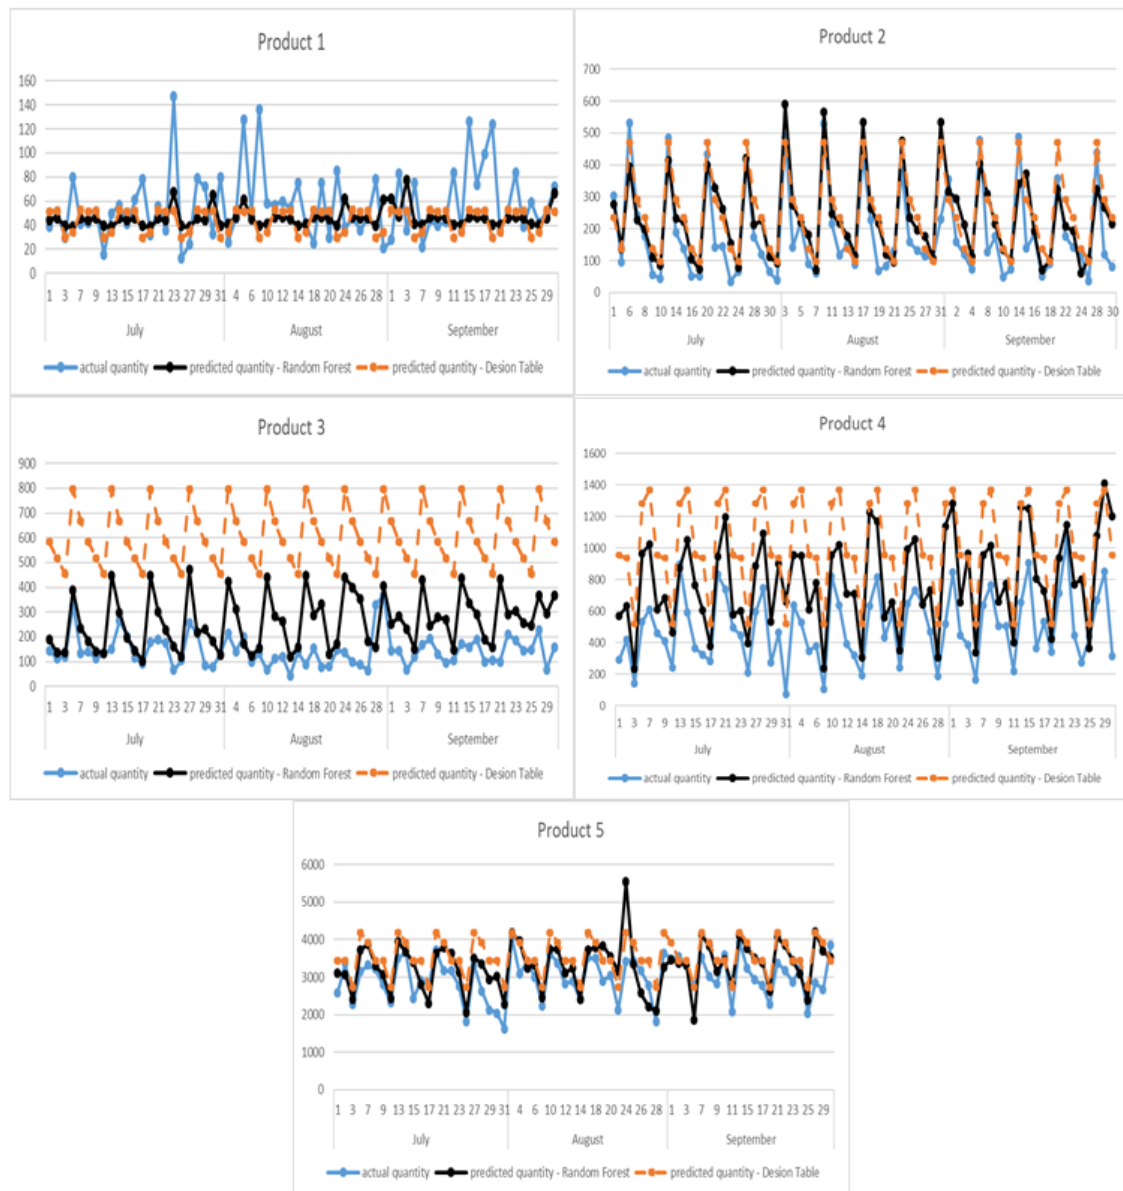 Product 1
160
140
120
100
80
60
40
20
0
1 3 7 9 13 15 17 21 23 27 29 31 4 6 10 12 14 18 20 22 24 26 28 1 3 5 7 9 11 13 15 17 19 21 23 25 29
July August September
actual quantity predicted quantity - Random Forest predicted quantity - Desion Table
Product 2
700
600
500
400
300
200
100
0
1 6 8 10 14 16 20 22 24 28 30 3 5 7 11 13 17 19 21 25 27 31 2 4 8 10 14 16 18 22 24 28 30
July August September
actual quantity predicted quantity - Random Forest predicted quantity - Desion Table
Product 3
900
800
700
600
500
400
300
200
100
0
1 3 7 9 13 15 17 21 23 27 29 31 4 6 10 12 14 18 20 22 24 26 28 1 3 5 7 9 11 13 15 17 21 23 25 29
July August September
actual quantity predicted quantity - Random Forest predicted quantity - Desion Table
Product 4
1600
1400
1200
1000
800
600
400
200
0
1 3 7 9 13 15 17 21 23 27 29 31 4 6 10 12 14 18 20 24 26 28 1 3 5 9 11 15 17 21 23 25 29
July August September
actual quantity predicted quantity - Random Forest predicted quantity - Desion Table
Product 5
6000
5000
4000
3000
2000
1000
0
1 3 7 9 13 15 17 21 23 27 29 31 4 6 10 12 14 18 20 22 24 26 28 1 3 5 7 9 11 13 15 17 21 23 25 29
July August September
actual quantity predicted quantity - Random Forest predicted quantity - Desion Table